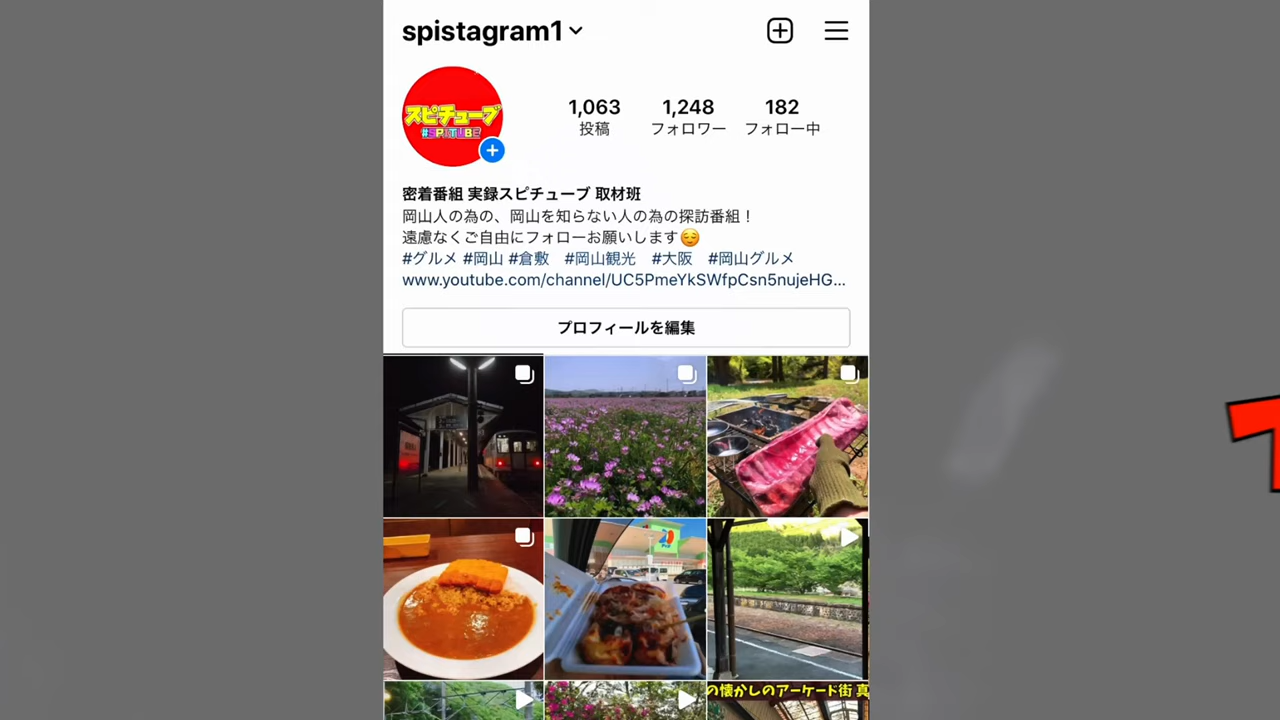 spistagram1
スピチューブ
#SPITUBE
1,063
投稿
1,248
フォロワー
182
フォロー中
密着番組 実録スピチューブ 取材班
岡山人の為の、岡山を知らない人の為の探訪番組！
遠慮なくご自由にフォローお願いします😌
#グルメ #岡山 #倉敷 #岡山観光 #大阪 #岡山グルメ
www.youtube.com/channel/UC5PmeYkSWfpCsn5nujeHG...
プロフィールを編集
の懐かしのアーケード街 真